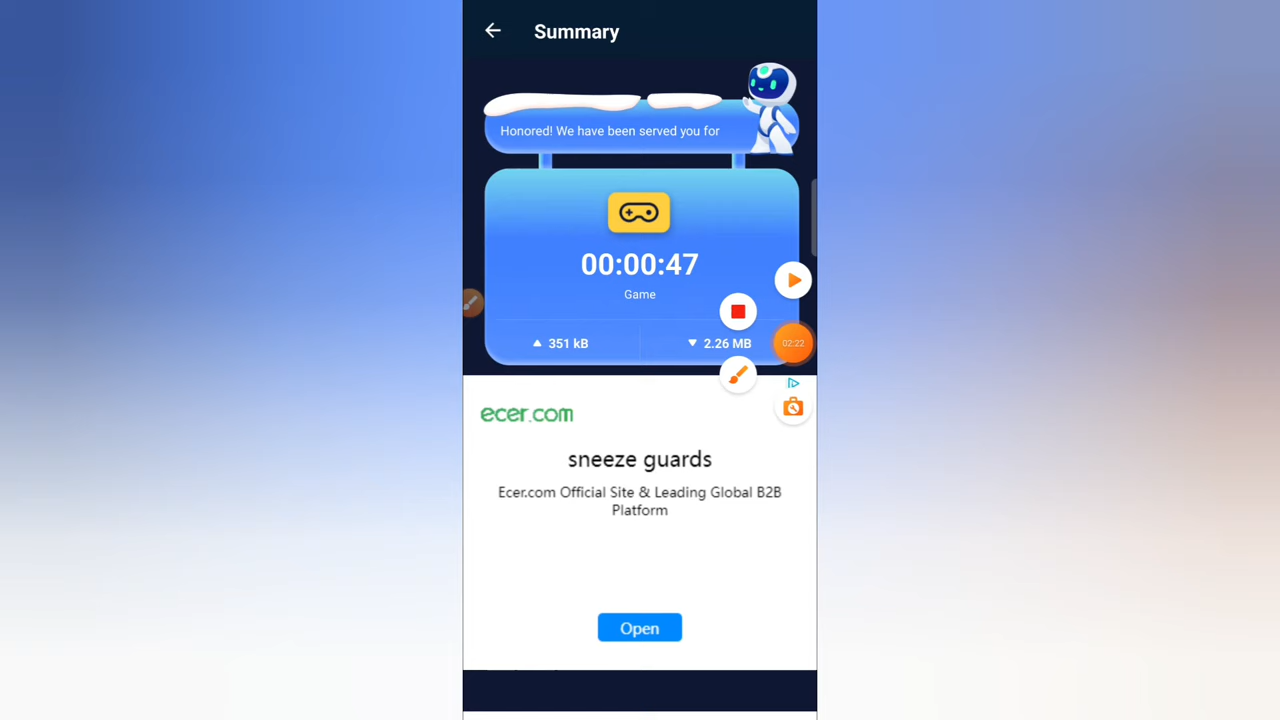 Summary
Honored! We have been served you for
00:00:47
Game
351 kB
2.26 MB
02:22
ecer.com
sneeze guards
Ecer.com Official Site & Leading Global B2B
Platform
Open